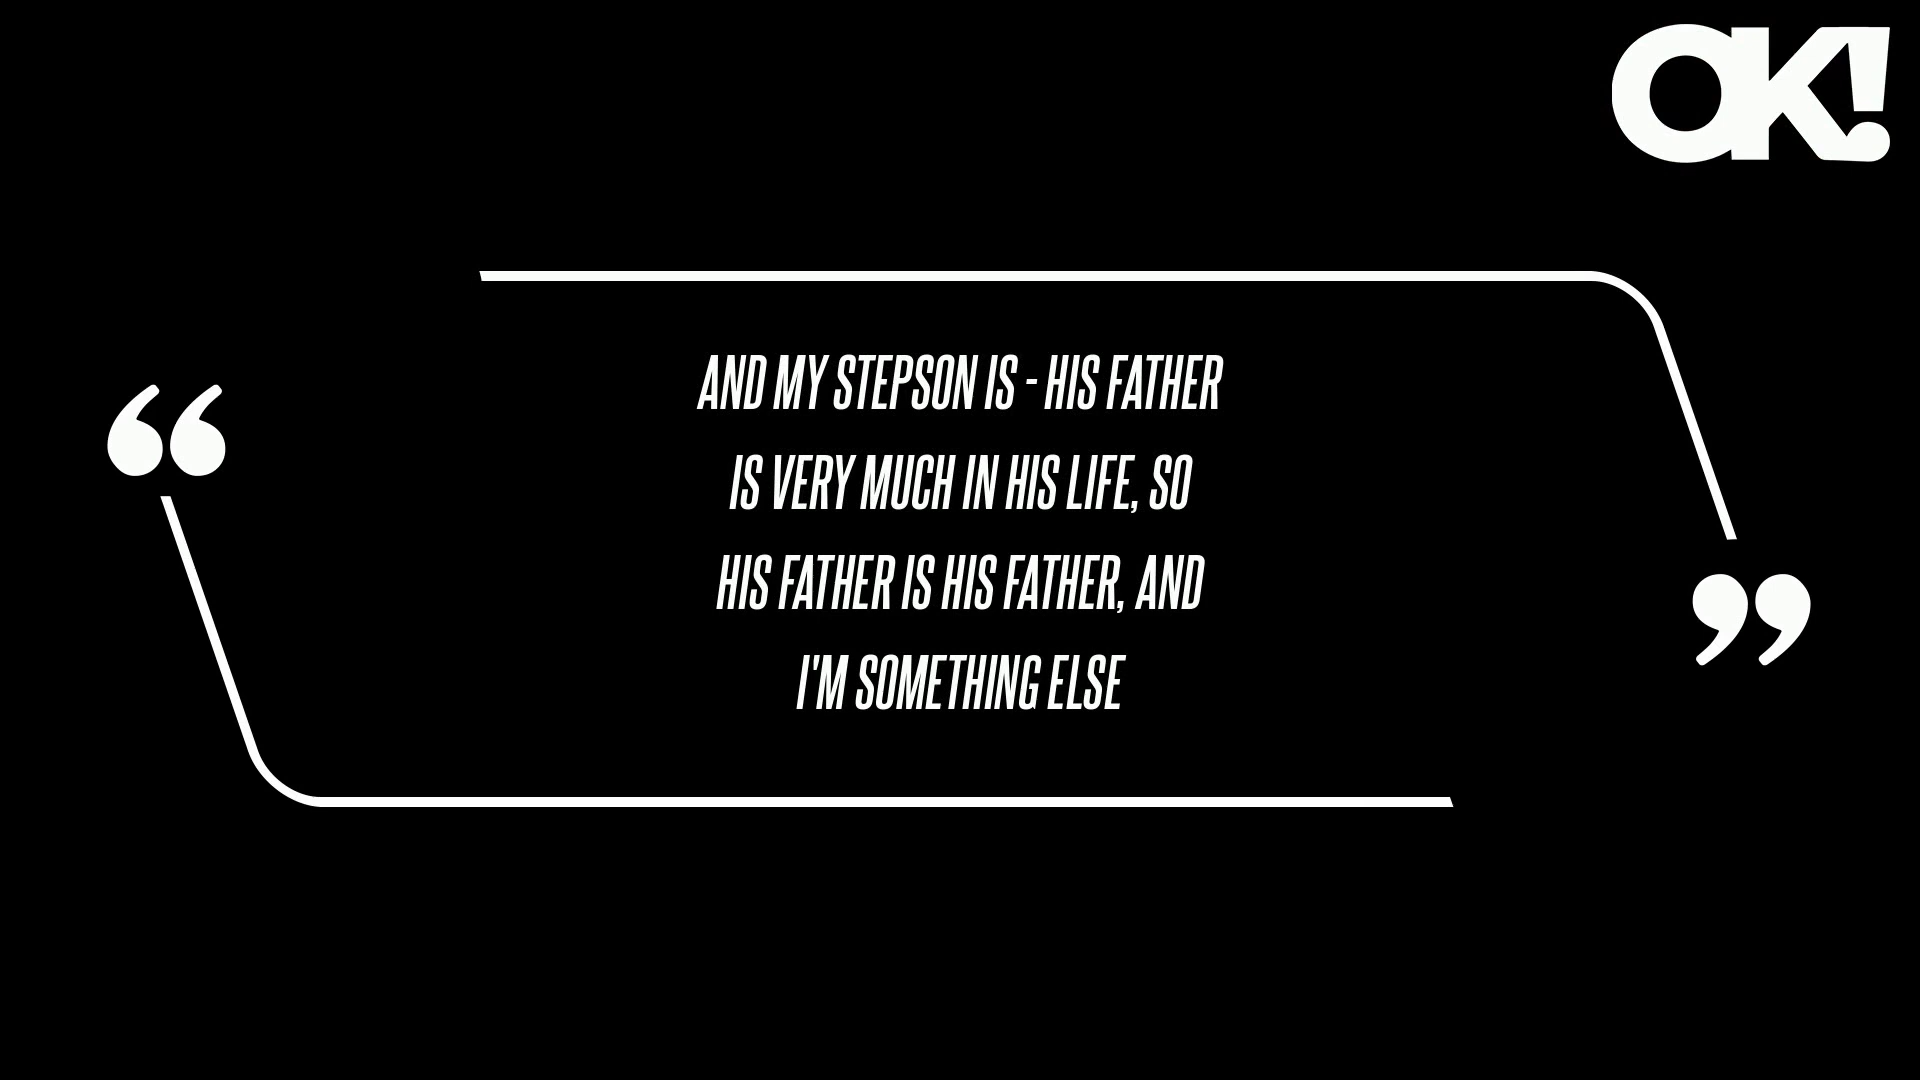 OK!
“
AND MY STEPSON IS - HIS FATHER
IS VERY MUCH IN HIS LIFE, SO
HIS FATHER IS HIS FATHER, AND
I'M SOMETHING ELSE
”